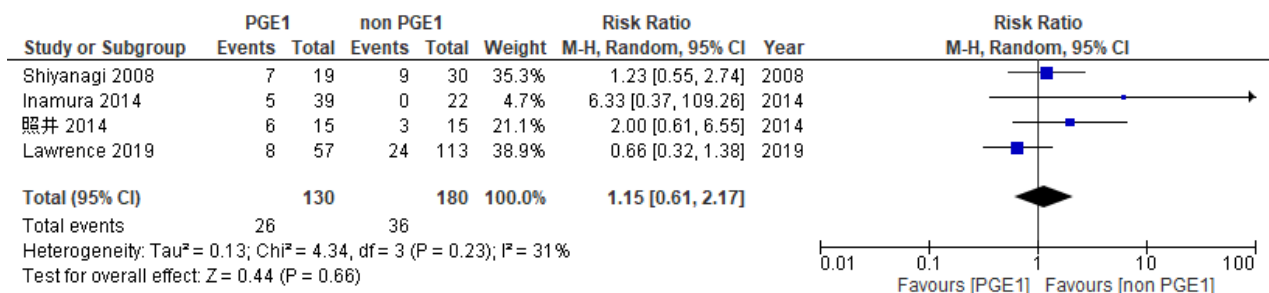 PGE1 non PGE1 Risk Ratio Risk Ratio
Study or Subgroup Events Total Events Total Weight M-H, Random, 95% CI Year M-H, Random, 95% CI
Shiyanagi 2008 7 19 9 30 35.3% 1.23 [0.55, 2.74] 2008
Inamura 2014 5 39 0 22 4.7% 6.33 [0.37, 109.26] 2014
照井 2014 6 15 3 15 21.1% 2.00 [0.61, 6.55] 2014
Lawrence 2019 8 57 24 113 38.9% 0.66 [0.32, 1.38] 2019
Total (95% CI) 130 180 100.0% 1.15 [0.61, 2.17]
Total events 26 36
Heterogeneity: Tau² = 0.13; Chi² = 4.34, df = 3 (P = 0.23); I² = 31%
Test for overall effect: Z = 0.44 (P = 0.66)
0.01 0.1 1 10 100
Favours [PGE1] Favours [non PGE1]